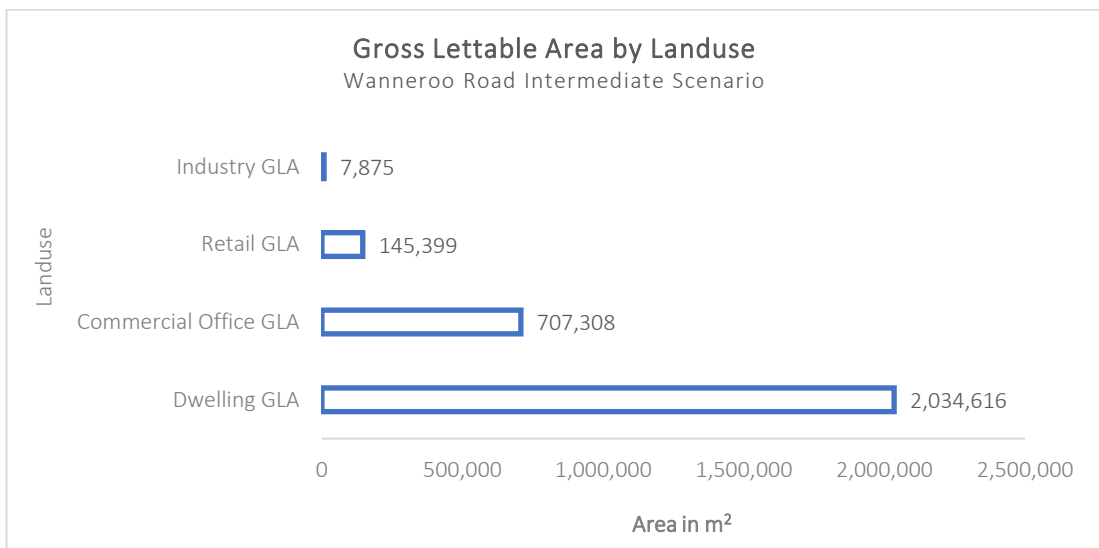 Gross Lettable Area by Landuse
Wanneroo Road Intermediate Scenario
Landuse
Industry GLA 7,875
Retail GLA 145,399
Commercial Office GLA 707,308
Dwelling GLA 2,034,616
0 500,000 1,000,000 1,500,000 2,000,000 2,500,000
Area in m²